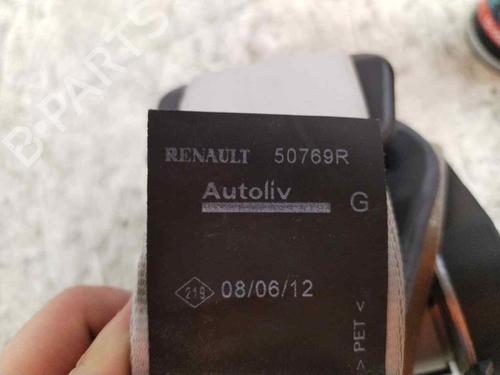 B-PARTS
RENAULT 50769R
Autoliv
G
219 08/06/12
> PET <